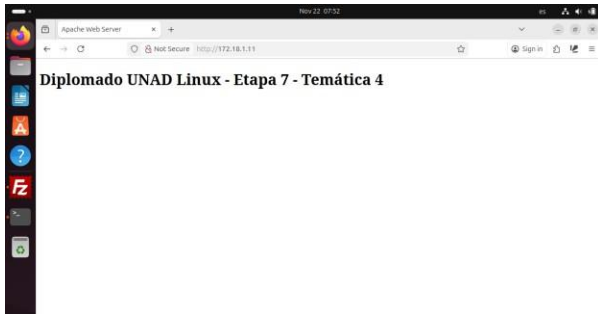 Nov 22 07:52
es
Apache Web Server
Not Secure http://172.18.1.11
Sign in
Diplomado UNAD Linux - Etapa 7 - Temática 4